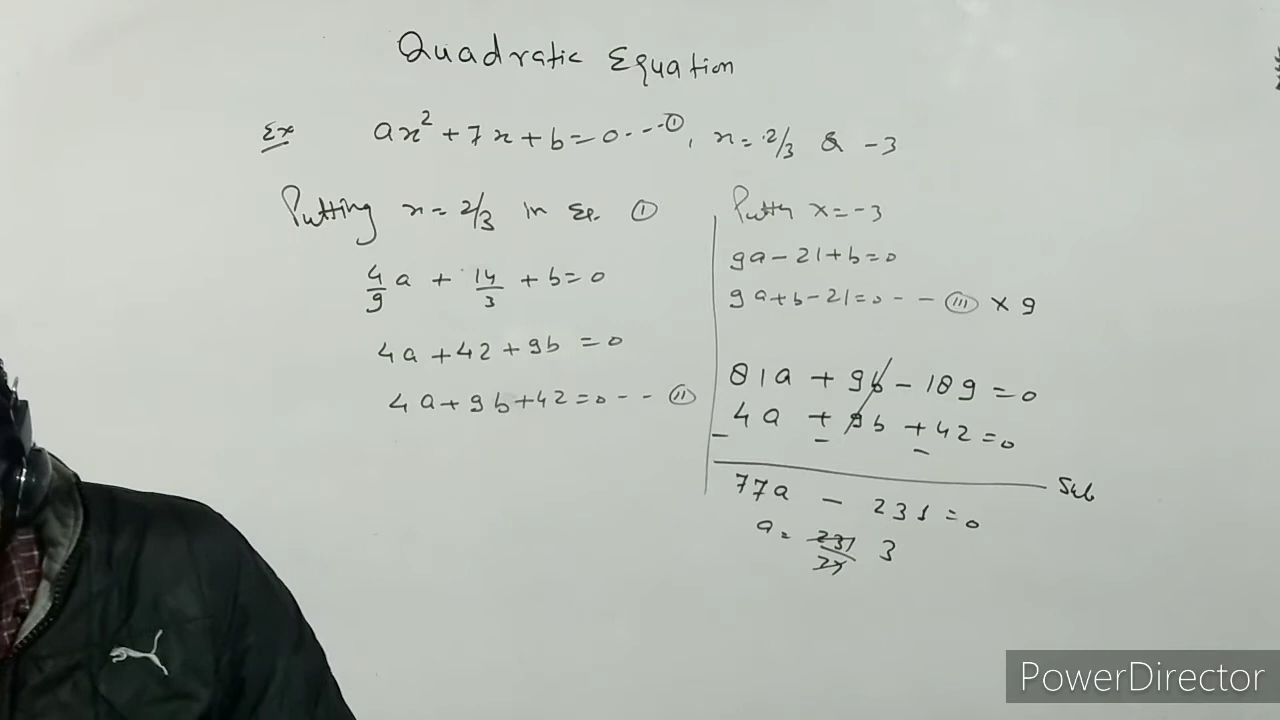 Quadratic Equation
Ex ax² + 7x + b = 0 --- ①, x = 2/3 & -3
Putting x = 2/3 in Eq. ①
4/9 a + 14/3 + b = 0
4a + 42 + 9b = 0
4a + 9b + 42 = 0 -- ⑪
Puttn x = -3
9a - 21 + b = 0
9a + b - 21 = 0 -- (III) × 9
81a + 9b - 189 = 0
4a + 9b + 42 = 0
- - -
Sub
77a - 231 = 0
a = 231/77 3
PowerDirector